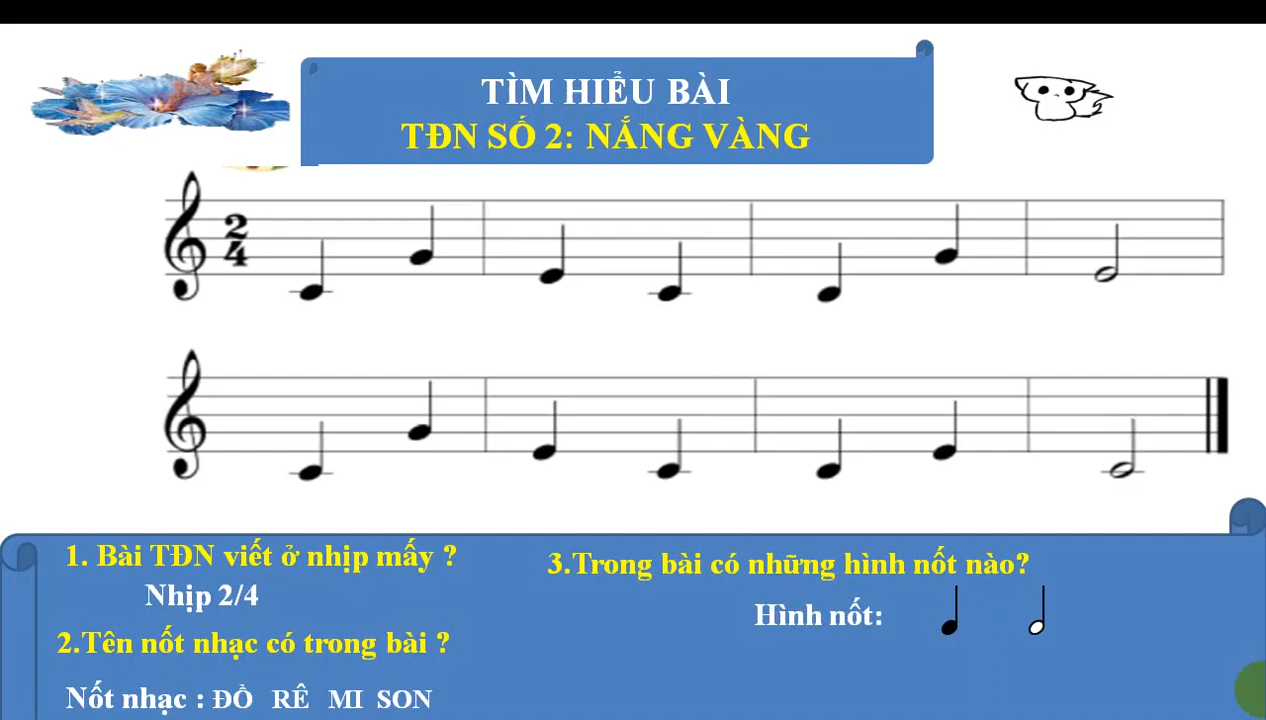 TÌM HIỂU BÀI
TĐN SỐ 2: NẮNG VÀNG
2
4
1. Bài TĐN viết ở nhịp mấy ?
Nhịp 2/4
2.Tên nốt nhạc có trong bài ?
Nốt nhạc : ĐỒ RÊ MI SON
3.Trong bài có những hình nốt nào?
Hình nốt: